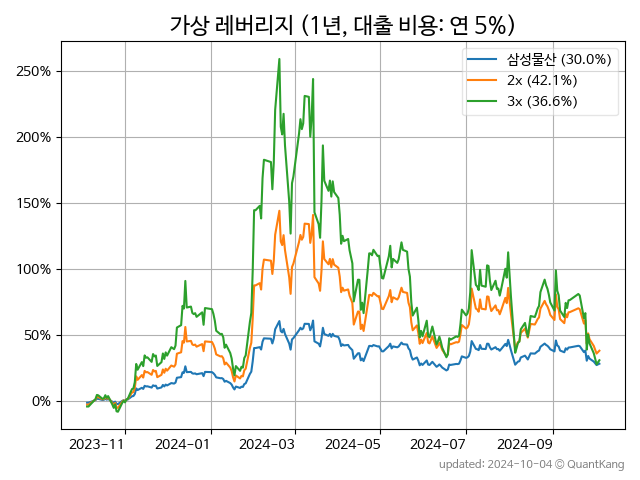 가상 레버리지 (1년, 대출 비용: 연 5%)
삼성물산 (30.0%)
2x (42.1%)
3x (36.6%)
250%
200%
150%
100%
50%
0%
2023-11 2024-01 2024-03 2024-05 2024-07 2024-09
updated: 2024-10-04 © QuantKang